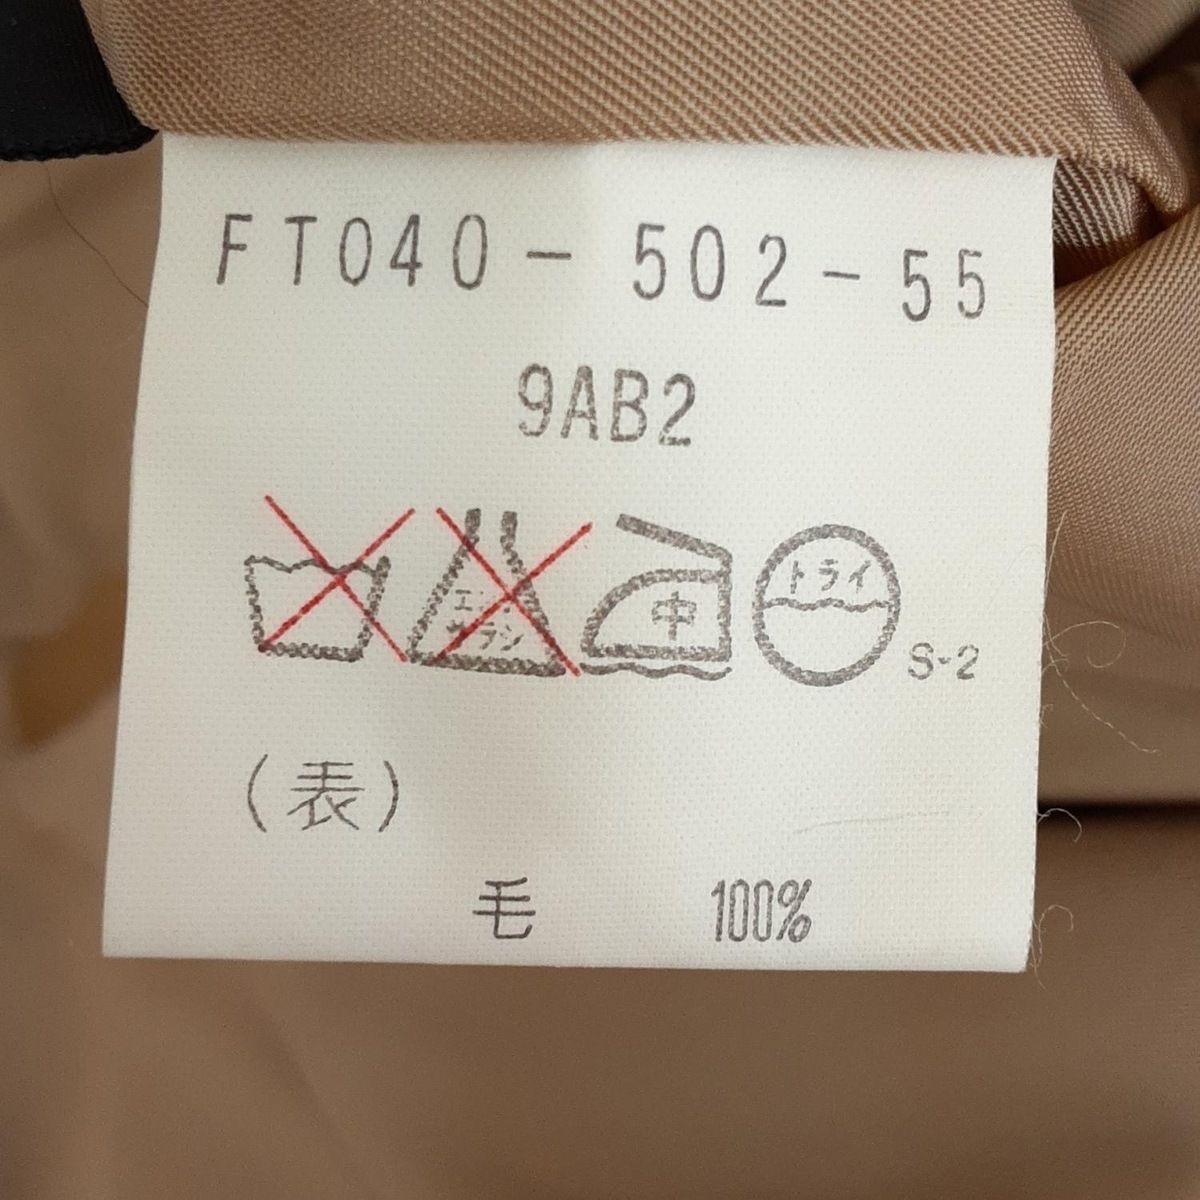 FT040-502-55
9AB2
エンソ サラシ 中 ドライ S-2
(表)
毛 100%